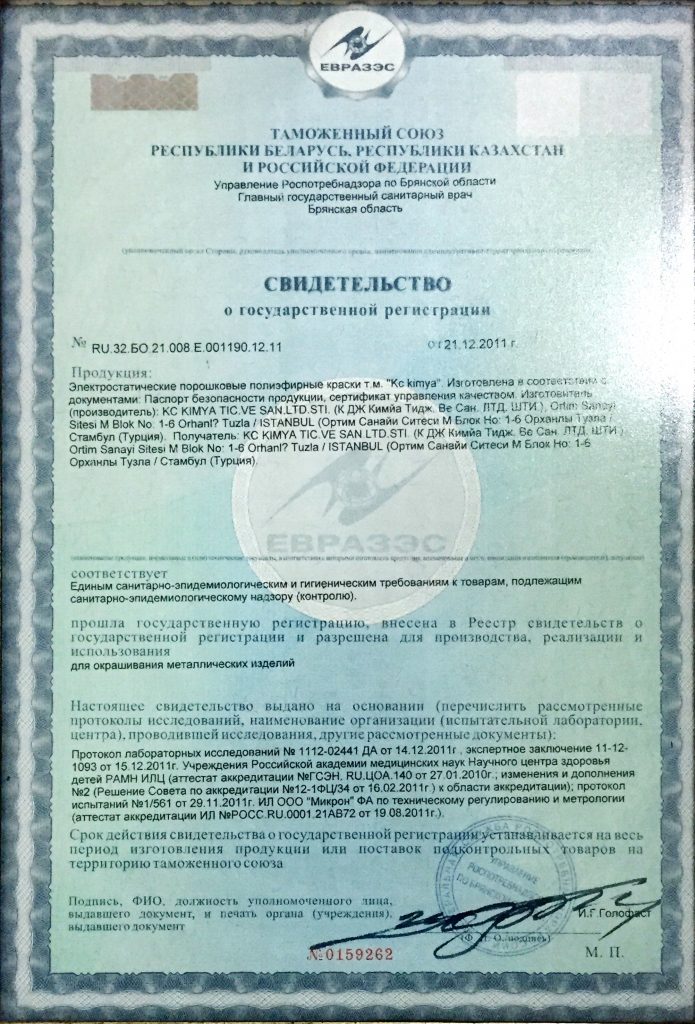 ЕВРАЗЭС
ТАМОЖЕННЫЙ СОЮЗ
РЕСПУБЛИКИ БЕЛАРУСЬ, РЕСПУБЛИКИ КАЗАХСТАН
И РОССИЙСКОЙ ФЕДЕРАЦИИ
Управление Роспотребнадзора по Брянской области
Главный государственный санитарный врач
Брянская область
СВИДЕТЕЛЬСТВО
о государственной регистрации
№ RU.32.БО.21.008.Е.001190.12.11 от 21.12.2011 г.
Продукция:
Электростатические порошковые полиэфирные краски т.м. "Kc kimya". Изготовлена в соответствии с
документами: Паспорт безопасности продукции, сертификат управления качеством. Изготовитель
(производитель): KC KIMYA TIC.VE SAN.LTD.STI. (К ДЖ Кимйа Тидж. Ве Сан. ЛТД. ШТИ.), Ortim Sanayi
Sitesi M Blok No: 1-6 Orhanl? Tuzla / ISTANBUL (Ортим Санайи Ситеси М Блок Но: 1-6 Орханлы Тузла /
Стамбул (Турция). Получатель: KC KIMYA TIC.VE SAN.LTD.STI. (К ДЖ Кимйа Тидж. Ве Сан. ЛТД. ШТИ.)
Ortim Sanayi Sitesi M Blok No: 1-6 Orhanl? Tuzla / ISTANBUL (Ортим Санайи Ситеси М Блок Но: 1-6
Орханлы Тузла / Стамбул (Турция).
ЕВРАЗЭС
соответствует
Единым санитарно-эпидемиологическим и гигиеническим требованиям к товарам, подлежащим
санитарно-эпидемиологическому надзору (контролю).
прошла государственную регистрацию, внесена в Реестр свидетельств о
государственной регистрации и разрешена для производства, реализации и
использования
для окрашивания металлических изделий
Настоящее свидетельство выдано на основании (перечислить рассмотренные
протоколы исследований, наименование организации (испытательной лаборатории,
центра), проводившей исследования, другие рассмотренные документы):
Протокол лабораторных исследований № 1112-02441 ДА от 14.12.2011г., экспертное заключение 11-12-
1093 от 15.12.2011г. Учреждения Российской академии медицинских наук Научного центра здоровья
детей РАМН ИЛЦ (аттестат аккредитации №ГСЭН. RU.ЦОА.140 от 27.01.2010г.; изменения и дополнения
№2 (Решение Совета по аккредитации №12-1ФЦ/34 от 16.02.2011г.) к области аккредитации); протокол
испытаний №1/561 от 29.11.2011г. ИЛ ООО "Микрон" ФА по техническому регулированию и метрологии
(аттестат аккредитации ИЛ №РОСС.RU.0001.21АВ72 от 19.08.2011г.).
Срок действия свидетельства о государственной регистрации устанавливается на весь
период изготовления продукции или поставок подконтрольных товаров на
территорию таможенного союза
Подпись, ФИО, должность уполномоченного лица,
выдавшего документ, и печать органа (учреждения),
выдавшего документ
И.Г.Голофаст
(Ф. И. О./подпись)
№0159262
М. П.
УПРАВЛЕНИЕ
РОСПОТРЕБНАДЗОРА